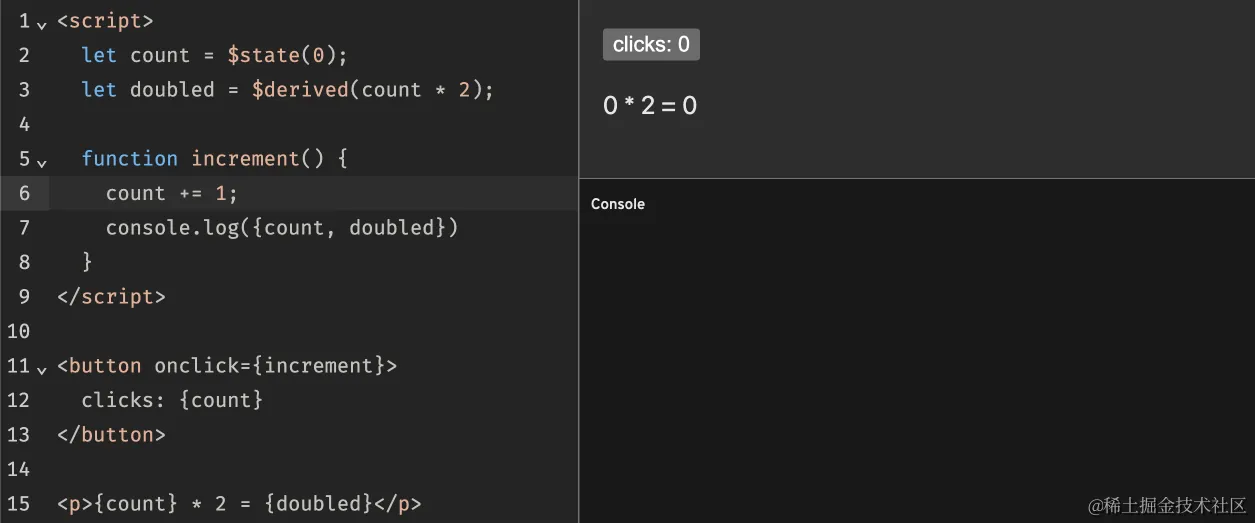 1 <script>
2 let count = $state(0);
3 let doubled = $derived(count * 2);
4
5 function increment() {
6 count += 1;
7 console.log({count, doubled})
8 }
9 </script>
10
11 <button onclick={increment}>
12 clicks: {count}
13 </button>
14
15 <p>{count} * 2 = {doubled}</p>
clicks: 0
0 * 2 = 0
Console
@稀土掘金技术社区